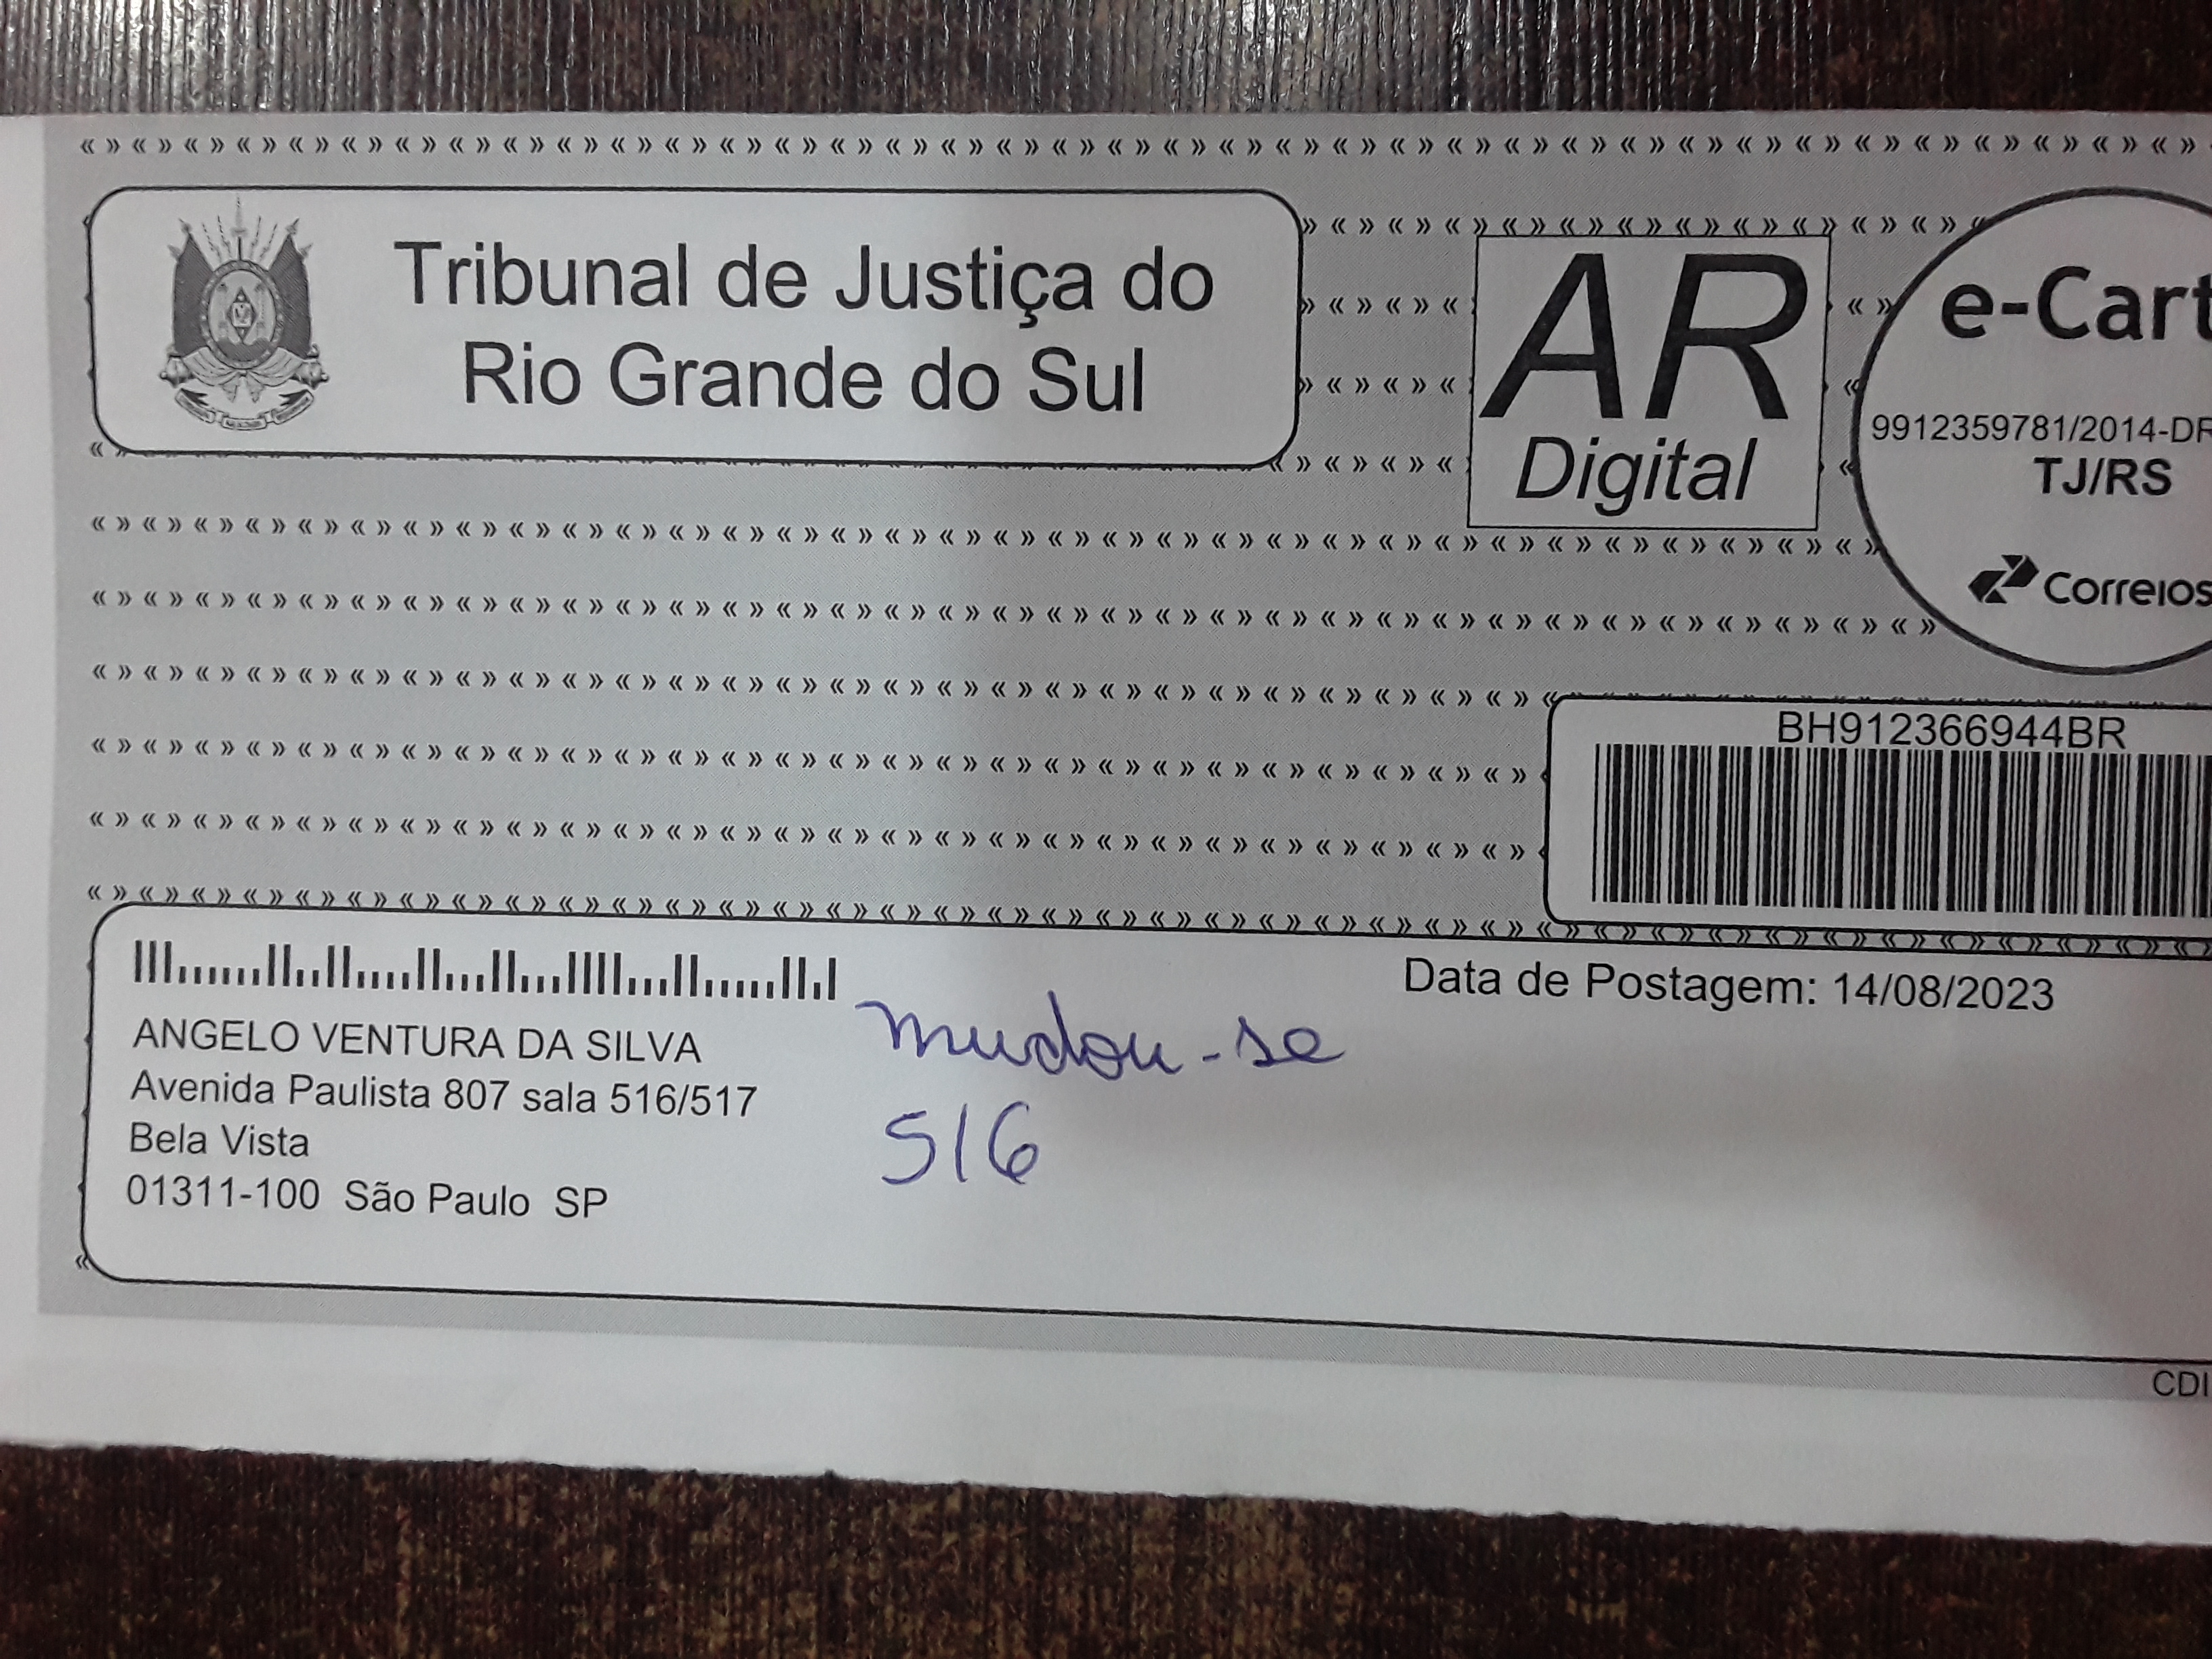 Tribunal de Justiça do
Rio Grande do Sul
AR
Digital
e-Cart
9912359781/2014-DR
TJ/RS
Correios
BH912366944BR
ANGELO VENTURA DA SILVA
Avenida Paulista 807 sala 516/517
Bela Vista
01311-100 São Paulo SP
mudou-se
516
Data de Postagem: 14/08/2023
CDI